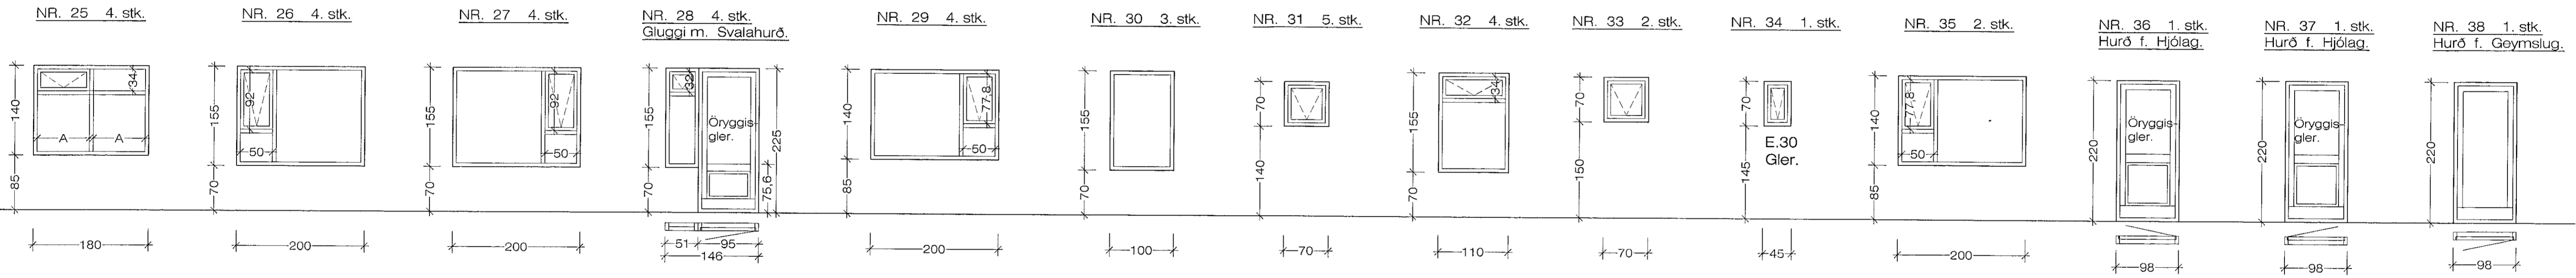 NR. 25 4. stk.
140
85
34
A
A
180
NR. 26 4. stk.
155
70
92
50
200
NR. 27 4. stk.
155
70
92
50
200
NR. 28 4. stk.
Gluggi m. Svalahurð.
155
70
32
Öryggis-
gler.
75,6
225
51
95
146
NR. 29 4. stk.
140
85
77,8
50
200
NR. 30 3. stk.
155
70
100
NR. 31 5. stk.
70
140
70
NR. 32 4. stk.
155
70
34
110
NR. 33 2. stk.
70
150
70
NR. 34 1. stk.
70
145
E.30
Gler.
45
NR. 35 2. stk.
140
85
77,8
50
200
NR. 36 1. stk.
Hurð f. Hjólag.
220
Öryggis-
gler.
98
NR. 37 1. stk.
Hurð f. Hjólag.
220
Öryggis-
gler.
98
NR. 38 1. stk.
Hurð f. Geymslug.
220
98